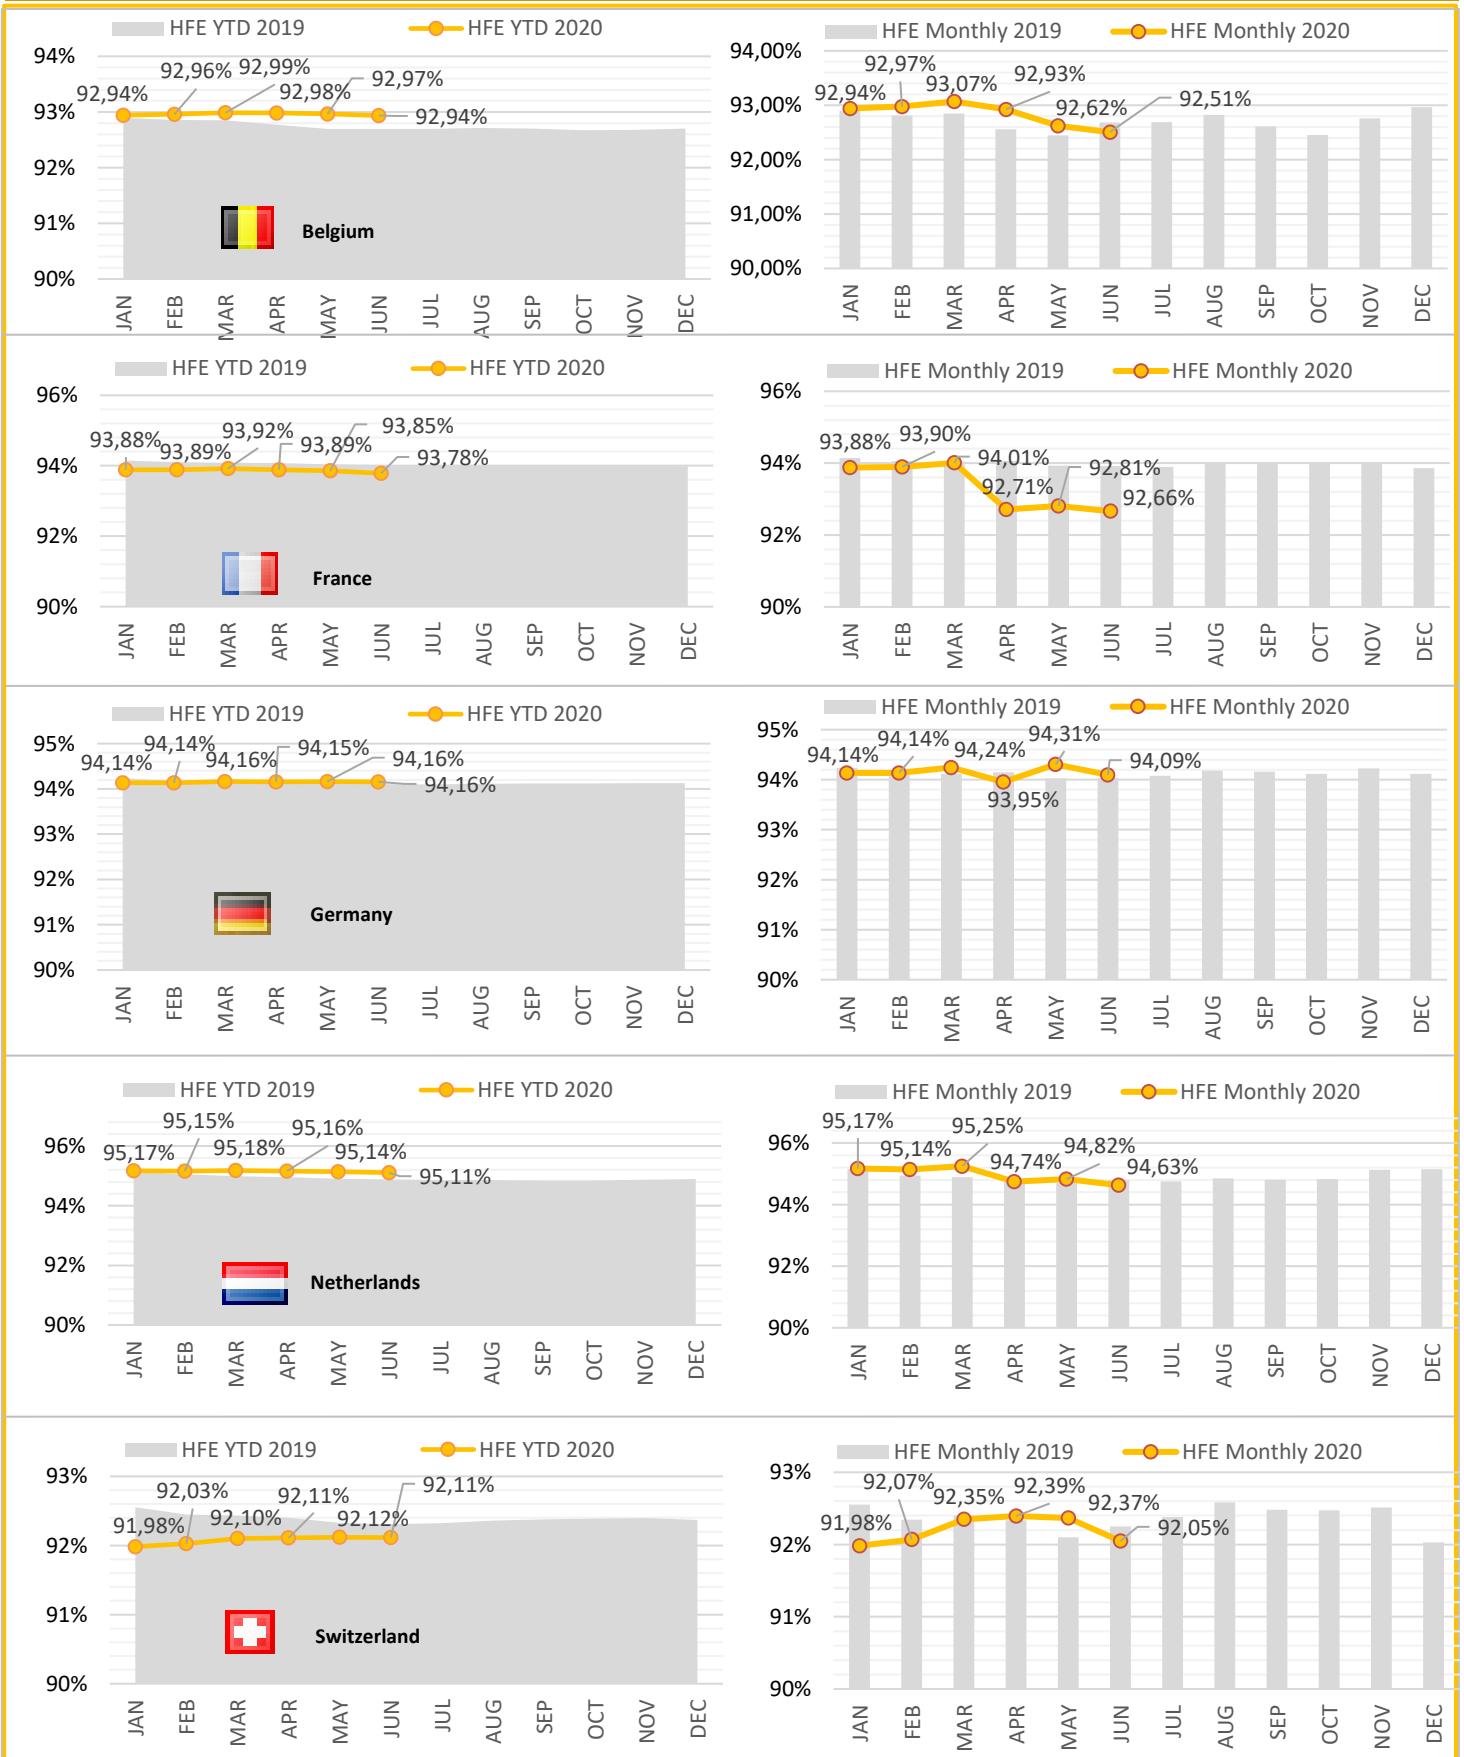 HFE YTD 2019 HFE YTD 2020
94%
93%
92%
91%
90%
92,94% 92,96% 92,99% 92,98% 92,97% 92,94%
Belgium
JAN FEB MAR APR MAY JUN JUL AUG SEP OCT NOV DEC
HFE Monthly 2019 HFE Monthly 2020
94,00%
93,00%
92,00%
91,00%
90,00%
92,94% 92,97% 93,07% 92,93% 92,62% 92,51%
JAN FEB MAR APR MAY JUN JUL AUG SEP OCT NOV DEC
HFE YTD 2019 HFE YTD 2020
96%
94%
92%
90%
93,88% 93,89% 93,92% 93,89% 93,85% 93,78%
France
JAN FEB MAR APR MAY JUN JUL AUG SEP OCT NOV DEC
HFE Monthly 2019 HFE Monthly 2020
96%
94%
92%
90%
93,88% 93,90% 94,01% 92,71% 92,81% 92,66%
JAN FEB MAR APR MAY JUN JUL AUG SEP OCT NOV DEC
HFE YTD 2019 HFE YTD 2020
95%
94%
93%
92%
91%
90%
94,14% 94,14% 94,16% 94,15% 94,16% 94,16%
Germany
JAN FEB MAR APR MAY JUN JUL AUG SEP OCT NOV DEC
HFE Monthly 2019 HFE Monthly 2020
95%
94%
93%
92%
91%
90%
94,14% 94,14% 94,24% 93,95% 94,31% 94,09%
JAN FEB MAR APR MAY JUN JUL AUG SEP OCT NOV DEC
HFE YTD 2019 HFE YTD 2020
96%
94%
92%
90%
95,17% 95,15% 95,18% 95,16% 95,14% 95,11%
Netherlands
JAN FEB MAR APR MAY JUN JUL AUG SEP OCT NOV DEC
HFE Monthly 2019 HFE Monthly 2020
96%
94%
92%
90%
95,17% 95,14% 95,25% 94,74% 94,82% 94,63%
JAN FEB MAR APR MAY JUN JUL AUG SEP OCT NOV DEC
HFE YTD 2019 HFE YTD 2020
93%
92%
91%
90%
91,98% 92,03% 92,10% 92,11% 92,12% 92,11%
Switzerland
JAN FEB MAR APR MAY JUN JUL AUG SEP OCT NOV DEC
HFE Monthly 2019 HFE Monthly 2020
93%
92%
91%
90%
91,98% 92,07% 92,35% 92,39% 92,37% 92,05%
JAN FEB MAR APR MAY JUN JUL AUG SEP OCT NOV DEC